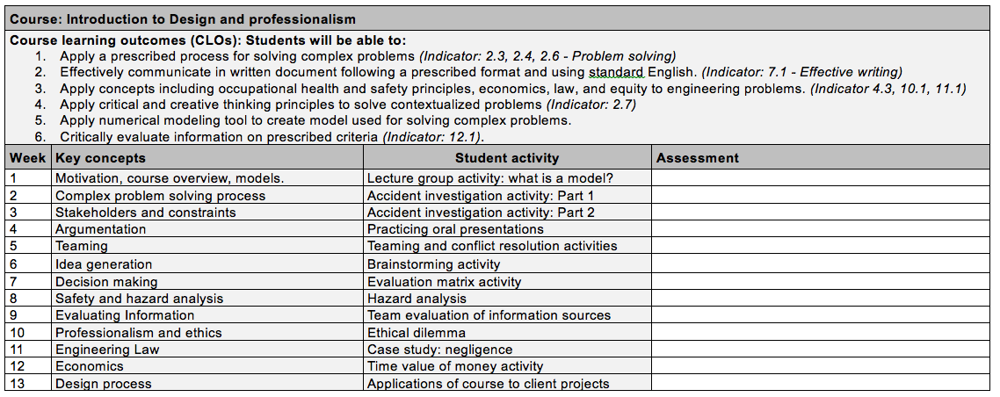 Course: Introduction to Design and professionalism
Course learning outcomes (CLOs): Students will be able to:
1. Apply a prescribed process for solving complex problems (Indicator: 2.3, 2.4, 2.6 - Problem solving)
2. Effectively communicate in written document following a prescribed format and using standard English. (Indicator: 7.1 - Effective writing)
3. Apply concepts including occupational health and safety principles, economics, law, and equity to engineering problems. (Indicator 4.3, 10.1, 11.1)
4. Apply critical and creative thinking principles to solve contextualized problems (Indicator: 2.7)
5. Apply numerical modeling tool to create model used for solving complex problems.
6. Critically evaluate information on prescribed criteria (Indicator: 12.1).
Week Key concepts Student activity Assessment
1 Motivation, course overview, models. Lecture group activity: what is a model?
2 Complex problem solving process Accident investigation activity: Part 1
3 Stakeholders and constraints Accident investigation activity: Part 2
4 Argumentation Practicing oral presentations
5 Teaming Teaming and conflict resolution activities
6 Idea generation Brainstorming activity
7 Decision making Evaluation matrix activity
8 Safety and hazard analysis Hazard analysis
9 Evaluating Information Team evaluation of information sources
10 Professionalism and ethics Ethical dilemma
11 Engineering Law Case study: negligence
12 Economics Time value of money activity
13 Design process Applications of course to client projects